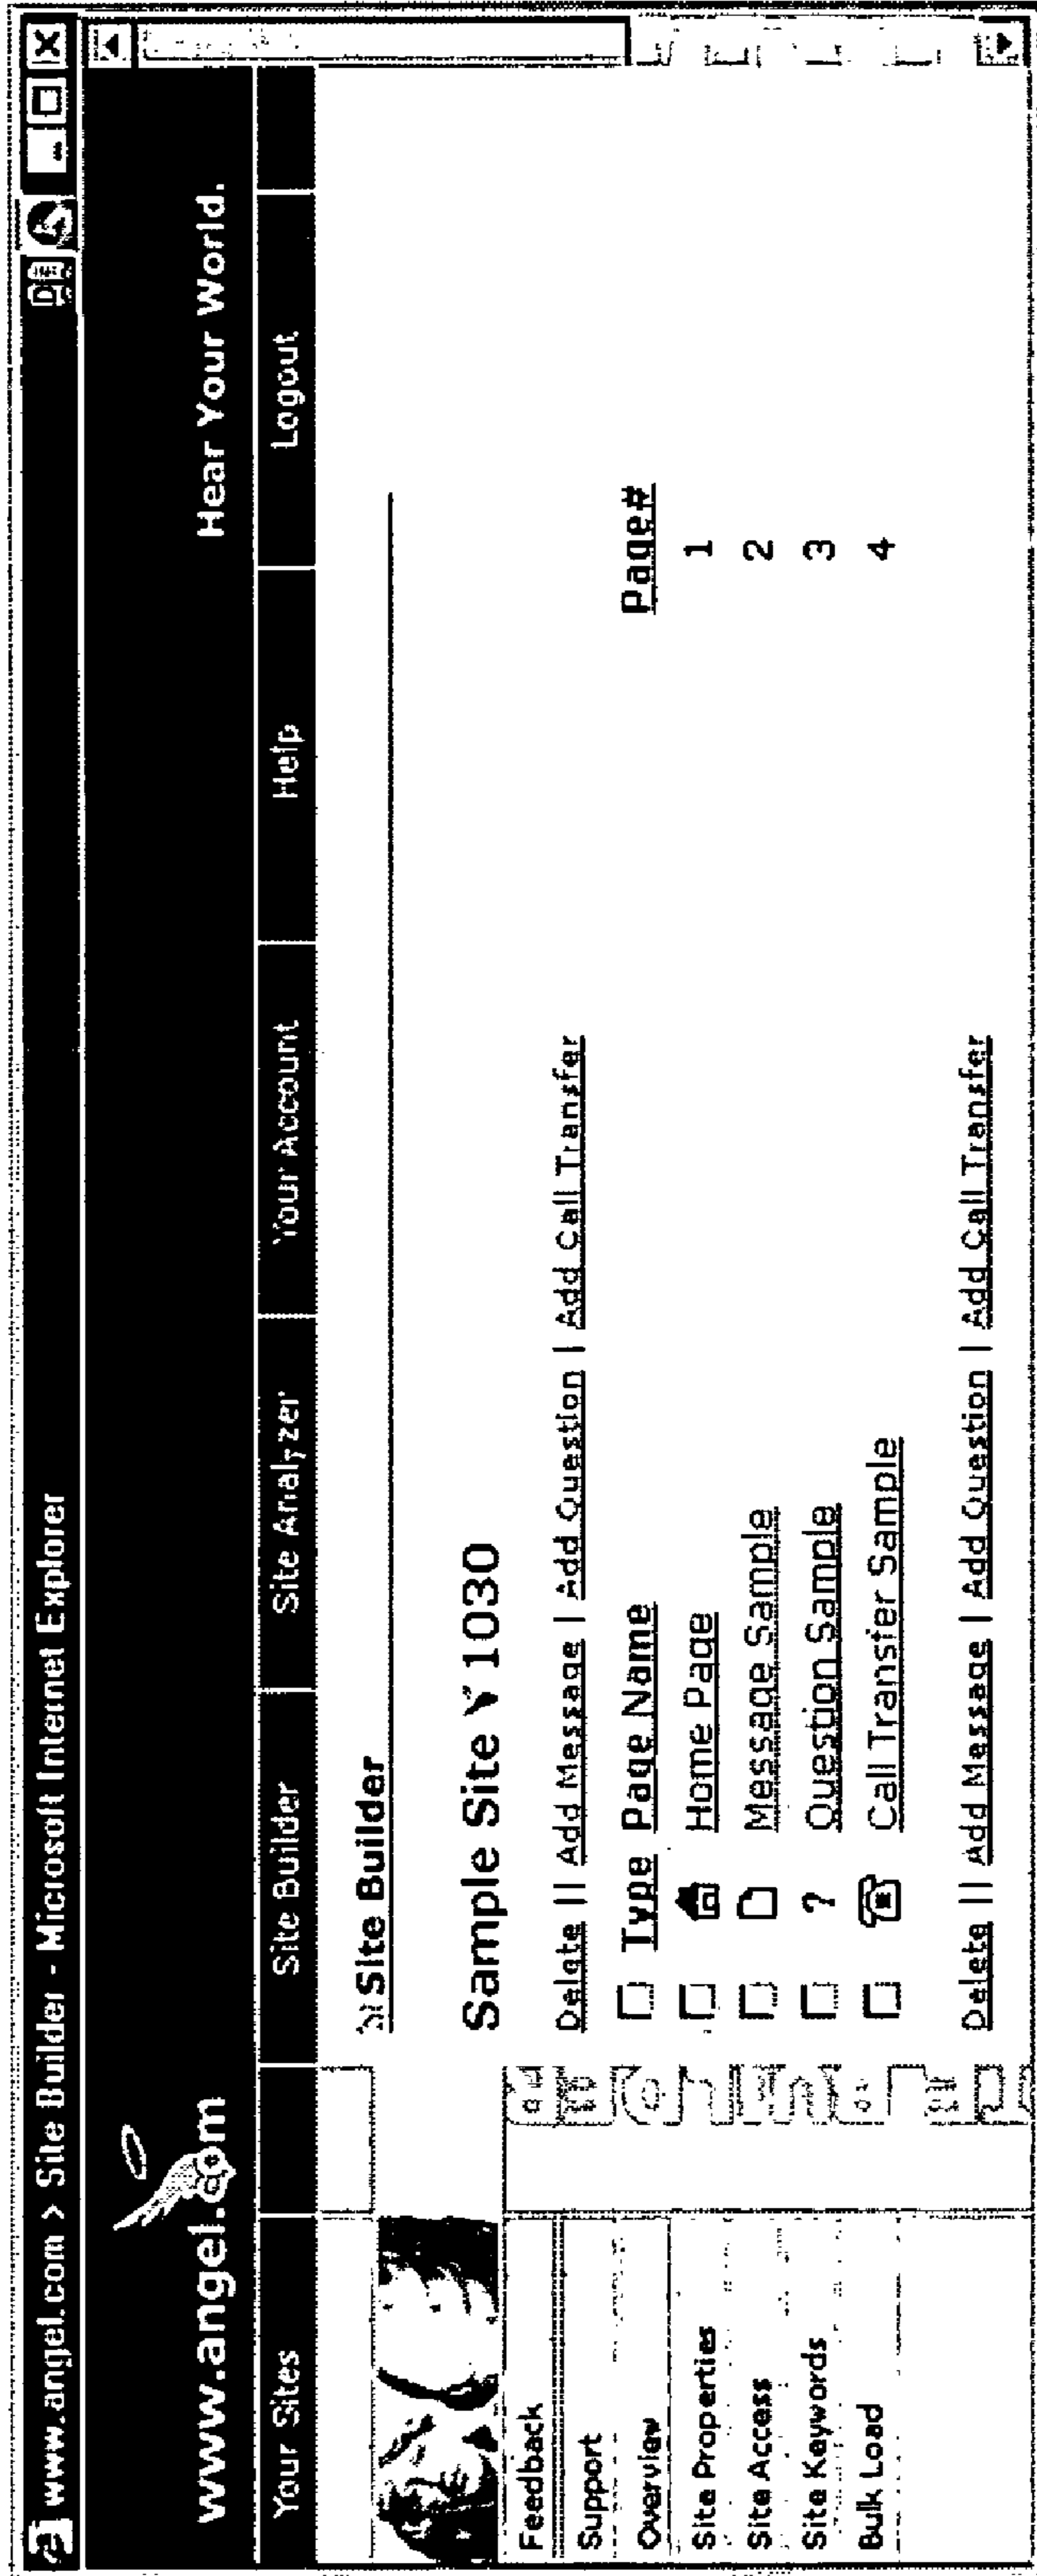 www.angel.com > Site Builder - Microsoft Internet Explorer
www.angel.com
Hear Your World.
Your Sites Site Builder Site Analyzer Your Account Help Logout
Site Builder
Feedback
Support
Overview
Site Properties
Site Access
Site Keywords
Bulk Load
Sample Site V 1030
Delete || Add Message | Add Question | Add Call Transfer
Type Page Name Page#
Home Page 1
Message Sample 2
? Question Sample 3
Call Transfer Sample 4
Delete || Add Message | Add Question | Add Call Transfer